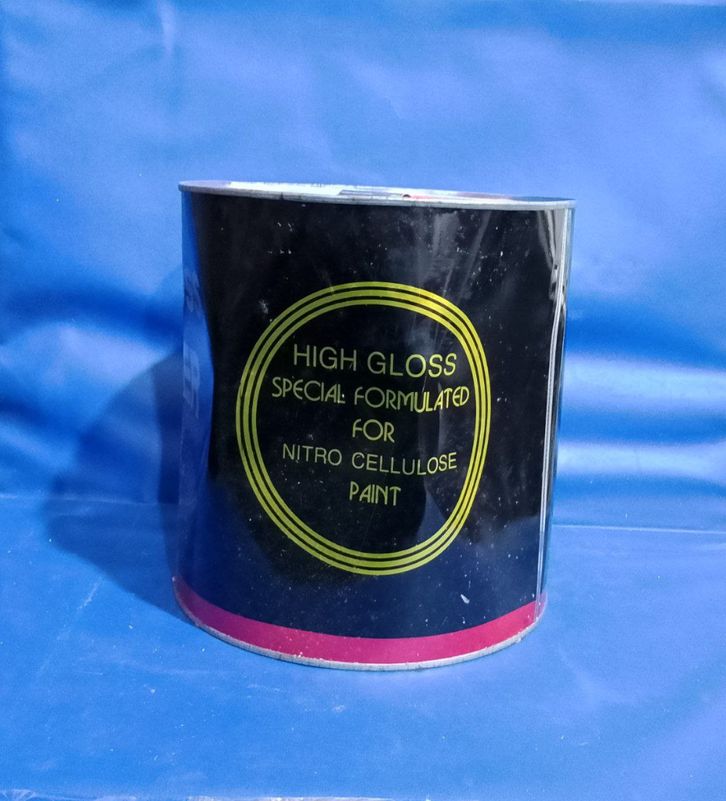 HIGH GLOSS
SPECIAL FORMULATED
FOR
NITRO CELLULOSE
PAINT